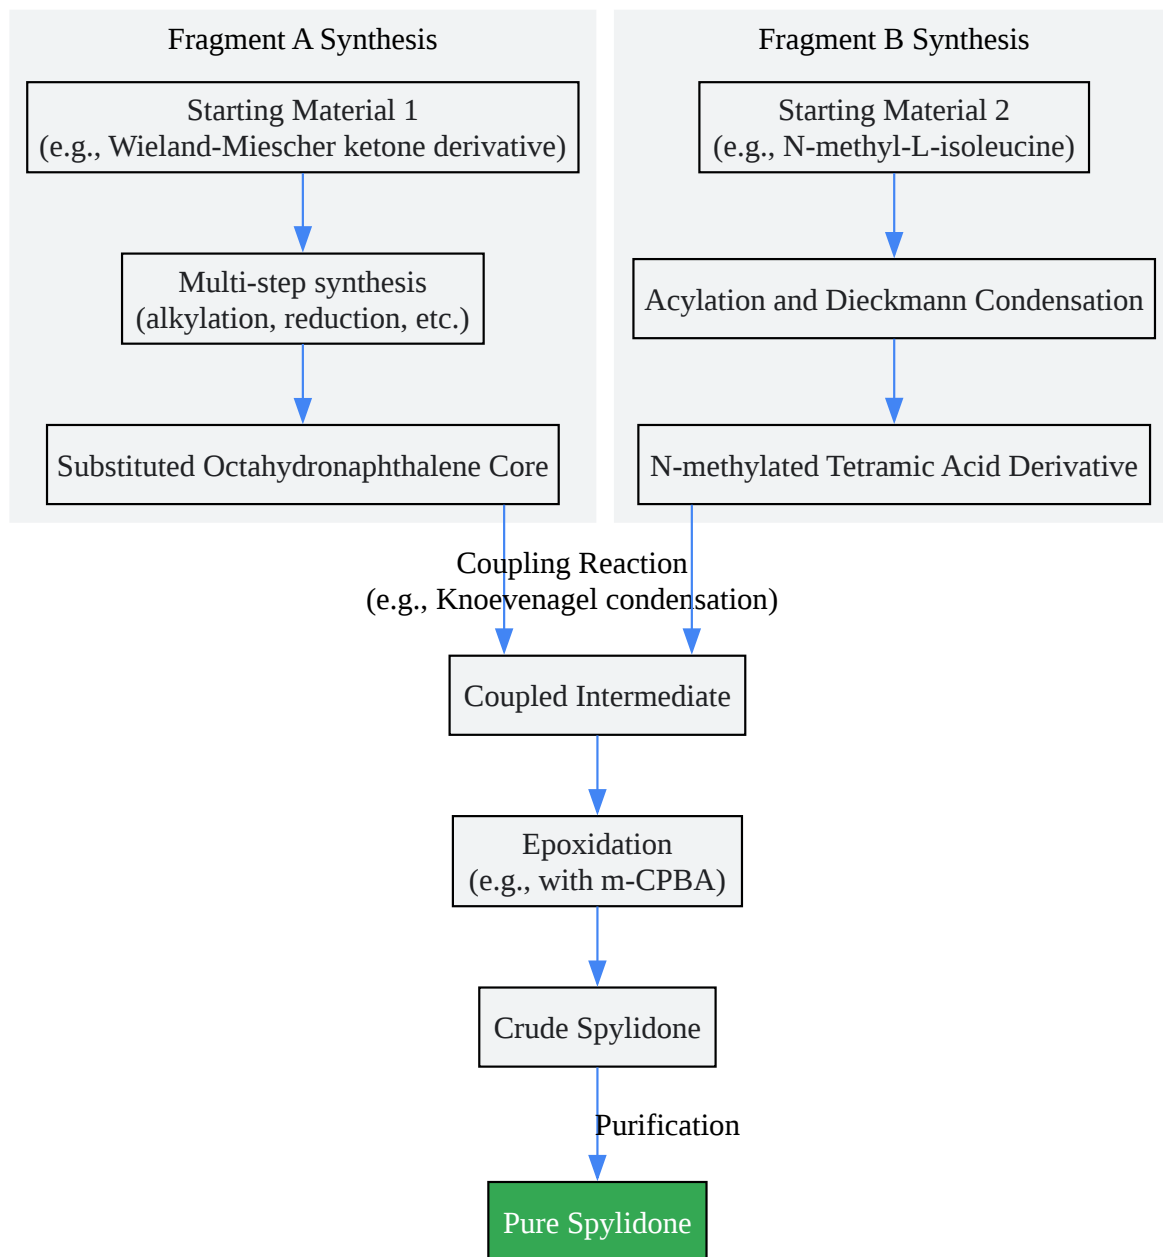 Fragment A Synthesis
Starting Material 1
(e.g., Wieland-Miescher ketone derivative)
Multi-step synthesis
(alkylation, reduction, etc.)
Substituted Octahydronaphthalene Core
Fragment B Synthesis
Starting Material 2
(e.g., N-methyl-L-isoleucine)
Acylation and Dieckmann Condensation
N-methylated Tetramic Acid Derivative
Coupling Reaction
(e.g., Knoevenagel condensation)
Coupled Intermediate
Epoxidation
(e.g., with m-CPBA)
Crude Spylidone
Purification
Pure Spylidone